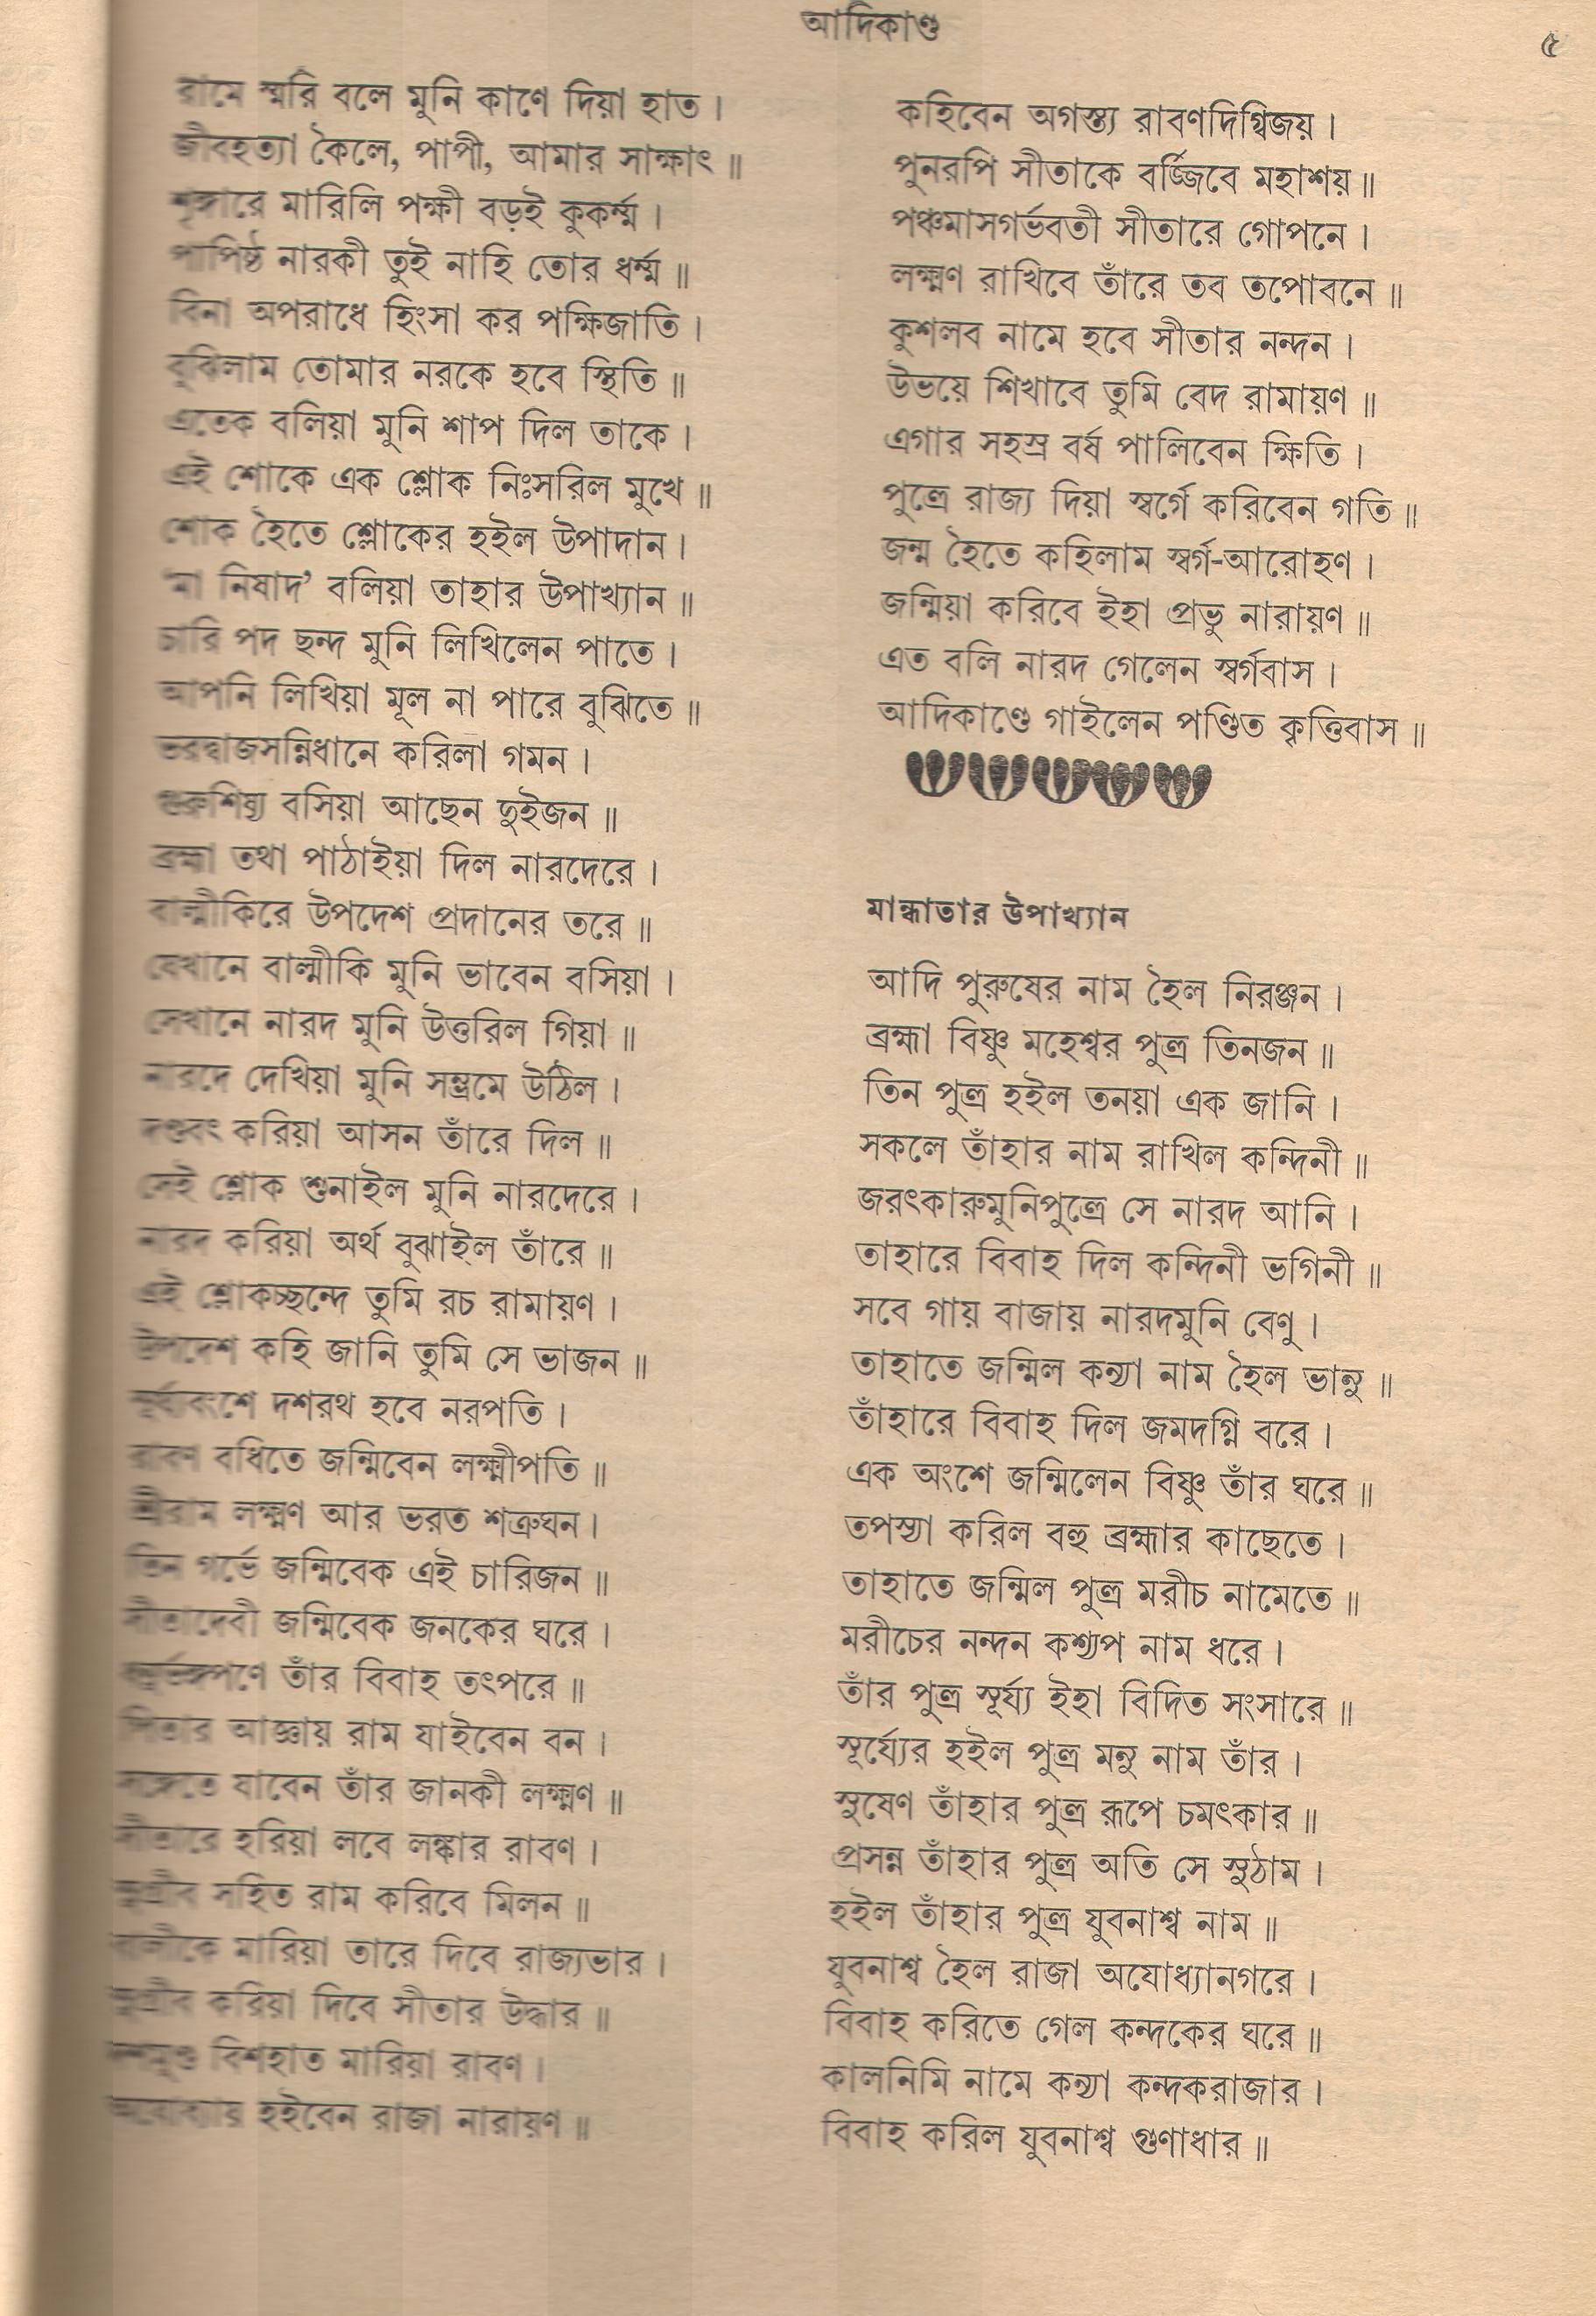 আদিকাণ্ড
৫
রামে স্মরি বলে মুনি কাণে দিয়া হাত ।
জীবহত্যা কৈলে, পাপী, আমার সাক্ষাৎ ॥
শৃঙ্গারে মারিলি পক্ষী বড়ই কুকর্ম্ম ।
পাপিষ্ঠ নারকী তুই নাহি তোর ধর্ম্ম ॥
বিনা অপরাধে হিংসা কর পক্ষিজাতি ।
বুঝিলাম তোমার নরকে হবে স্থিতি ॥
এতেক বলিয়া মুনি শাপ দিল তাকে ।
এই শোকে এক শ্লোক নিঃসরিল মুখে ॥
শোক হৈতে শ্লোকের হইল উপাদান ।
‘মা নিষাদ’ বলিয়া তাহার উপাখ্যান ॥
চারি পদ ছন্দ মুনি লিখিলেন পাতে ।
আপনি লিখিয়া মূল না পারে বুঝিতে ॥
ভরদ্বাজসন্নিধানে করিলা গমন ।
গুরুশিষ্য বসিয়া আছেন দুইজন ॥
ব্রহ্মা তথা পাঠাইয়া দিল নারদেরে ।
বাল্মীকিরে উপদেশ প্রদানের তরে ॥
যেখানে বাল্মীকি মুনি ভাবেন বসিয়া ।
সেখানে নারদ মুনি উত্তরিল গিয়া ॥
নারদে দেখিয়া মুনি সম্ভ্রমে উঠিল ।
দণ্ডবৎ করিয়া আসন তাঁরে দিল ॥
সেই শ্লোক শুনাইল মুনি নারদেরে ।
নারদ করিয়া অর্থ বুঝাইল তাঁরে ॥
এই শ্লোকচ্ছন্দে তুমি রচ রামায়ণ ।
উপদেশ কহি জানি তুমি সে ভাজন ॥
সূর্য্যবংশে দশরথ হবে নরপতি ।
রাবণ বধিতে জন্মিবেন লক্ষ্মীপতি ॥
শ্রীরাম লক্ষ্মণ আর ভরত শত্রুঘন ।
তিন গর্ভে জন্মিবেক এই চারিজন ॥
সীতাদেবী জন্মিবেক জনকের ঘরে ।
ধনুর্ভঙ্গপণে তাঁর বিবাহ তৎপরে ॥
পিতার আজ্ঞায় রাম যাইবেন বন ।
সঙ্গেতে যাবেন তাঁর জানকী লক্ষ্মণ ॥
সীতারে হরিয়া লবে লঙ্কার রাবণ ।
সুগ্রীব সহিত রাম করিবে মিলন ॥
বালীকে মারিয়া তারে দিবে রাজ্যভার ।
সুগ্রীব করিয়া দিবে সীতার উদ্ধার ॥
দশমুণ্ড বিশহাত মারিয়া রাবণ ।
অযোধ্যায় হইবেন রাজা নারায়ণ ॥
কহিবেন অগস্ত্য রাবণদিগ্বিজয় ।
পুনরপি সীতাকে বর্জ্জিবে মহাশয় ॥
পঞ্চমাসগর্ভবতী সীতারে গোপনে ।
লক্ষ্মণ রাখিবে তাঁরে তব তপোবনে ॥
কুশলব নামে হবে সীতার নন্দন ।
উভয়ে শিখাবে তুমি বেদ রামায়ণ ॥
এগার সহস্র বর্ষ পালিবেন ক্ষিতি ।
পুত্ত্রে রাজ্য দিয়া স্বর্গে করিবেন গতি ॥
জন্ম হৈতে কহিলাম স্বর্গ-আরোহণ ।
জন্মিয়া করিবে ইহা প্রভু নারায়ণ ॥
এত বলি নারদ গেলেন স্বর্গবাস ।
আদিকাণ্ডে গাইলেন পণ্ডিত কৃত্তিবাস ॥
মান্ধাতার উপাখ্যান
আদি পুরুষের নাম হৈল নিরঞ্জন ।
ব্রহ্মা বিষ্ণু মহেশ্বর পুত্ত্র তিনজন ॥
তিন পুত্ত্র হইল তনয়া এক জানি ।
সকলে তাঁহার নাম রাখিল কন্দিনী ॥
জরৎকারুমুনিপুত্ত্রে সে নারদ আনি ।
তাহারে বিবাহ দিল কন্দিনী ভগিনী ॥
সবে গায় বাজায় নারদমুনি বেণু ।
তাহাতে জন্মিল কন্যা নাম হৈল ভানু ॥
তাঁহারে বিবাহ দিল জমদগ্নি বরে ।
এক অংশে জন্মিলেন বিষ্ণু তাঁর ঘরে ॥
তপস্যা করিল বহু ব্রহ্মার কাছেতে ।
তাহাতে জন্মিল পুত্ত্র মরীচ নামেতে ॥
মরীচের নন্দন কশ্যপ নাম ধরে ।
তাঁর পুত্ত্র সূর্য্য ইহা বিদিত সংসারে ॥
সূর্য্যের হইল পুত্ত্র মনু নাম তাঁর ।
সুষেণ তাঁহার পুত্ত্র রূপে চমৎকার ॥
প্রসন্ন তাঁহার পুত্ত্র অতি সে সুঠাম ।
হইল তাঁহার পুত্ত্র যুবনাশ্ব নাম ॥
যুবনাশ্ব হৈল রাজা অযোধ্যানগরে ।
বিবাহ করিতে গেল কন্দকের ঘরে ॥
কালনিমি নামে কন্যা কন্দকরাজার ।
বিবাহ করিল যুবনাশ্ব গুণাধার ॥